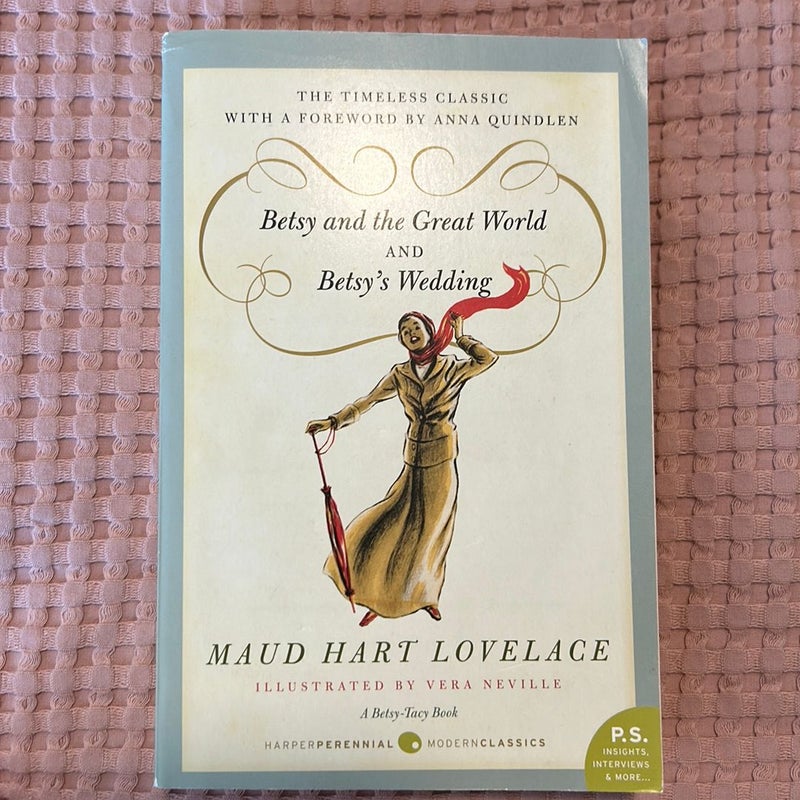 THE TIMELESS CLASSIC
WITH A FOREWORD BY ANNA QUINDLEN
Betsy and the Great World
AND
Betsy's Wedding
MAUD HART LOVELACE
ILLUSTRATED BY VERA NEVILLE
A Betsy-Tacy Book
HARPERPERENNIAL MODERNCLASSICS
P.S.
INSIGHTS,
INTERVIEWS
& MORE...